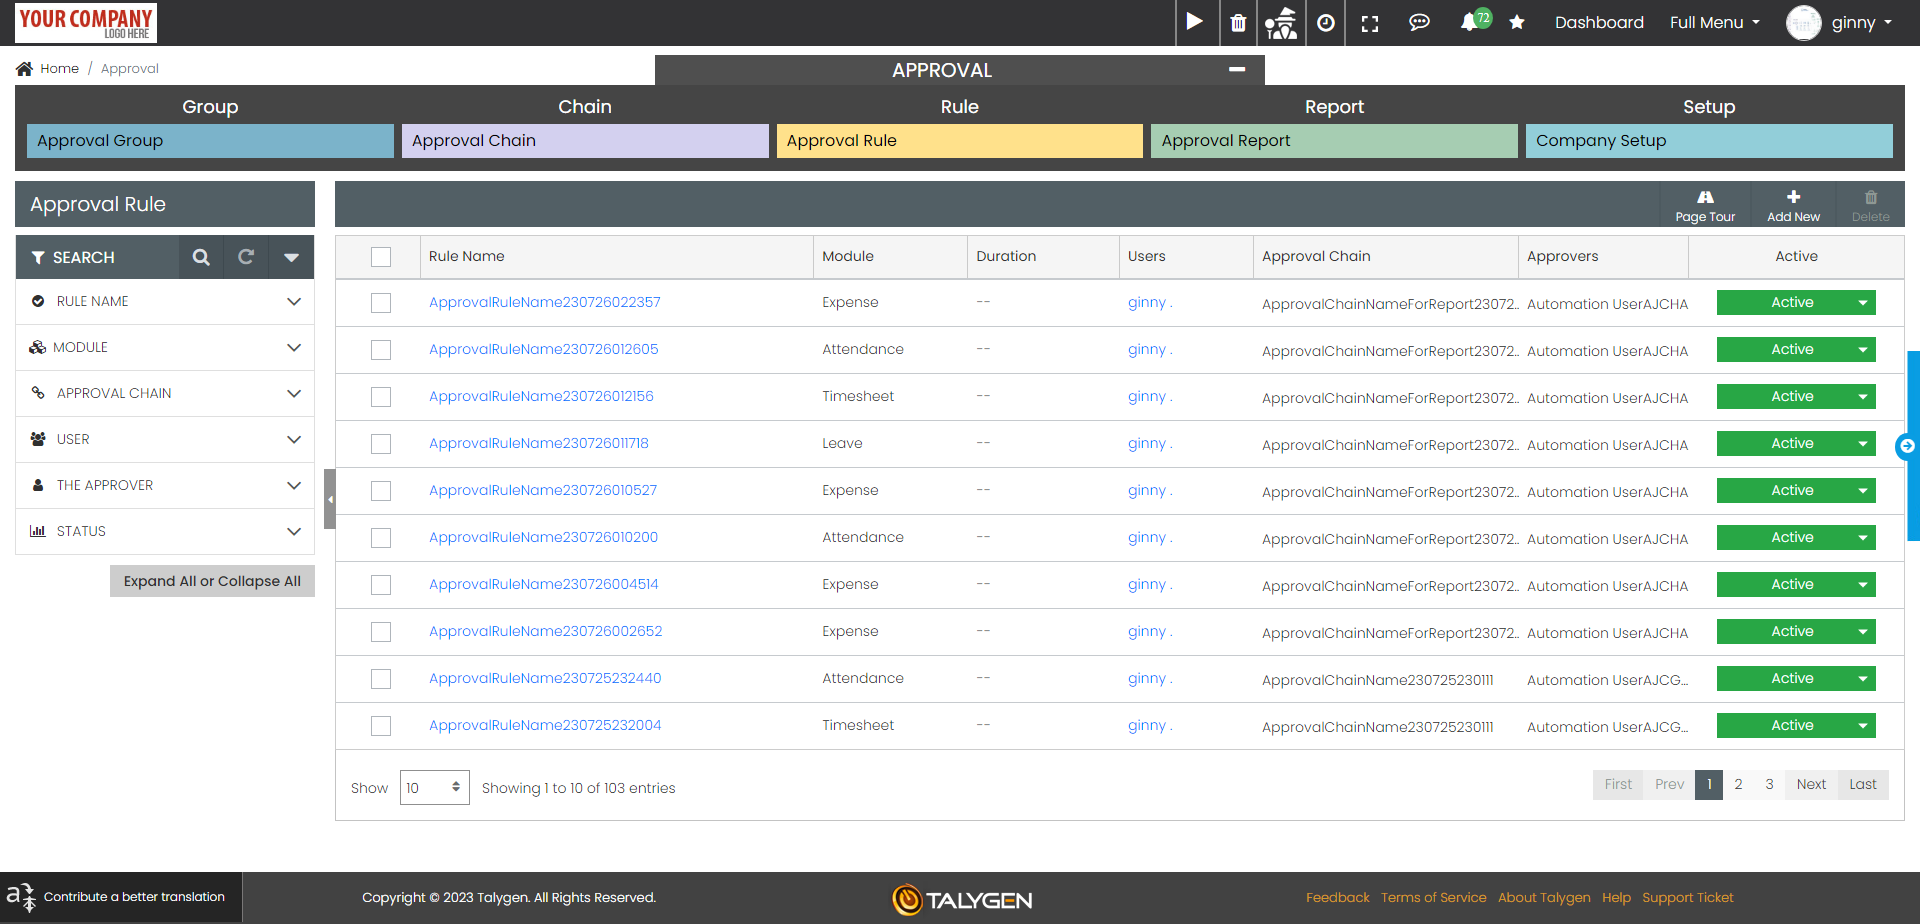 YOUR COMPANY
LOGO HERE
72
Dashboard
Full Menu
ginny
Home / Approval
APPROVAL
Group
Chain
Rule
Report
Setup
Approval Group
Approval Chain
Approval Rule
Approval Report
Company Setup
Approval Rule
Page Tour
Add New
Delete
SEARCH
RULE NAME
MODULE
APPROVAL CHAIN
USER
THE APPROVER
STATUS
Expand All or Collapse All
Rule Name Module Duration Users Approval Chain Approvers Active
ApprovalRuleName230726022357 Expense -- ginny . ApprovalChainNameForReport23072.. Automation UserAJCHA Active
ApprovalRuleName230726012605 Attendance -- ginny . ApprovalChainNameForReport23072.. Automation UserAJCHA Active
ApprovalRuleName230726012156 Timesheet -- ginny . ApprovalChainNameForReport23072.. Automation UserAJCHA Active
ApprovalRuleName230726011718 Leave -- ginny . ApprovalChainNameForReport23072.. Automation UserAJCHA Active
ApprovalRuleName230726010527 Expense -- ginny . ApprovalChainNameForReport23072.. Automation UserAJCHA Active
ApprovalRuleName230726010200 Attendance -- ginny . ApprovalChainNameForReport23072.. Automation UserAJCHA Active
ApprovalRuleName230726004514 Expense -- ginny . ApprovalChainNameForReport23072.. Automation UserAJCHA Active
ApprovalRuleName230726002652 Expense -- ginny . ApprovalChainNameForReport23072.. Automation UserAJCHA Active
ApprovalRuleName230725232440 Attendance -- ginny . ApprovalChainName230725230111 Automation UserAJCG... Active
ApprovalRuleName230725232004 Timesheet -- ginny . ApprovalChainName230725230111 Automation UserAJCG... Active
Show 10 Showing 1 to 10 of 103 entries
First Prev 1 2 3 Next Last
Contribute a better translation
Copyright © 2023 Talygen. All Rights Reserved.
TALYGEN
Feedback Terms of Service About Talygen Help Support Ticket